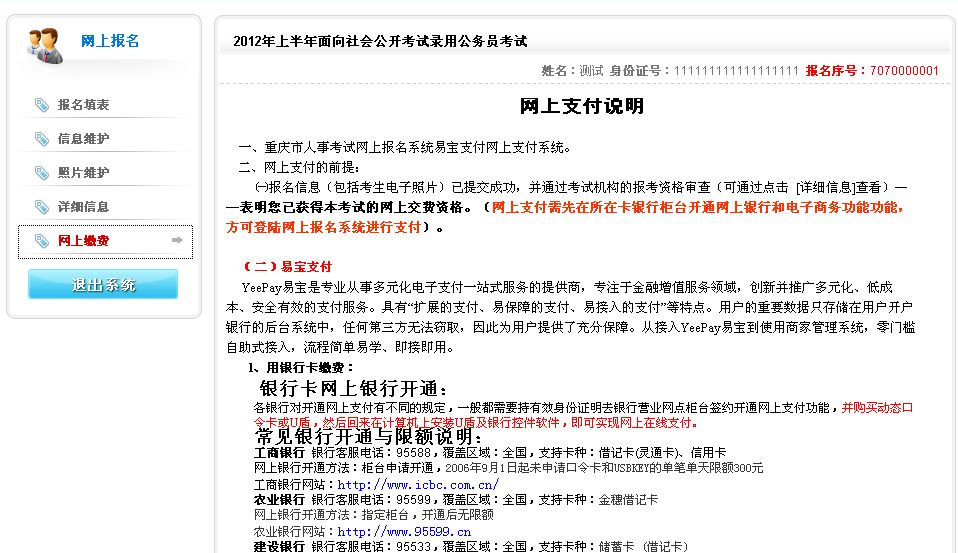 网上报名
报名填表
信息维护
照片维护
详细信息
网上缴费
退出系统
2012年上半年面向社会公开考试录用公务员考试
姓名：测试 身份证号：111111111111111111 报名序号：7070000001
网上支付说明
一、重庆市人事考试网上报名系统易宝支付网上支付系统。
二、网上支付的前提：
㈠报名信息（包括考生电子照片）已提交成功，并通过考试机构的报考资格审查（可通过点击 [详细信息]查看）—
—表明您已获得本考试的网上交费资格。（网上支付需先在所在卡银行柜台开通网上银行和电子商务功能功能，
方可登陆网上报名系统进行支付）。
（二）易宝支付
YeePay易宝是专业从事多元化电子支付一站式服务的提供商，专注于金融增值服务领域，创新并推广多元化、低成
本、安全有效的支付服务。具有“扩展的支付、易保障的支付、易接入的支付”等特点。用户的重要数据只存储在用户开户
银行的后台系统中，任何第三方无法窃取，因此为用户提供了充分保障。从接入YeePay易宝到使用商家管理系统，零门槛
自助式接入，流程简单易学、即接即用。
1、用银行卡缴费：
银行卡网上银行开通：
各银行对开通网上支付有不同的规定，一般都需要持有效身份证明去银行营业网点柜台签约开通网上支付功能，并购买动态口
令卡或U盾，然后回来在计算机上安装U盾及银行控件软件，即可实现网上在线支付。
常见银行开通与限额说明：
工商银行 银行客服电话：95588，覆盖区域：全国，支持卡种：借记卡(灵通卡)、信用卡
网上银行开通方法：柜台申请开通，2006年9月1日起未申请口令卡和USBKEY的单笔单天限额300元
工商银行网站：http://www.icbc.com.cn/
农业银行 银行客服电话：95599，覆盖区域：全国，支持卡种：金穗借记卡
网上银行开通方法：指定柜台，开通后无限额
农业银行网站：http://www.95599.cn
建设银行 银行客服电话：95533，覆盖区域：全国，支持卡种：储蓄卡 (借记卡)